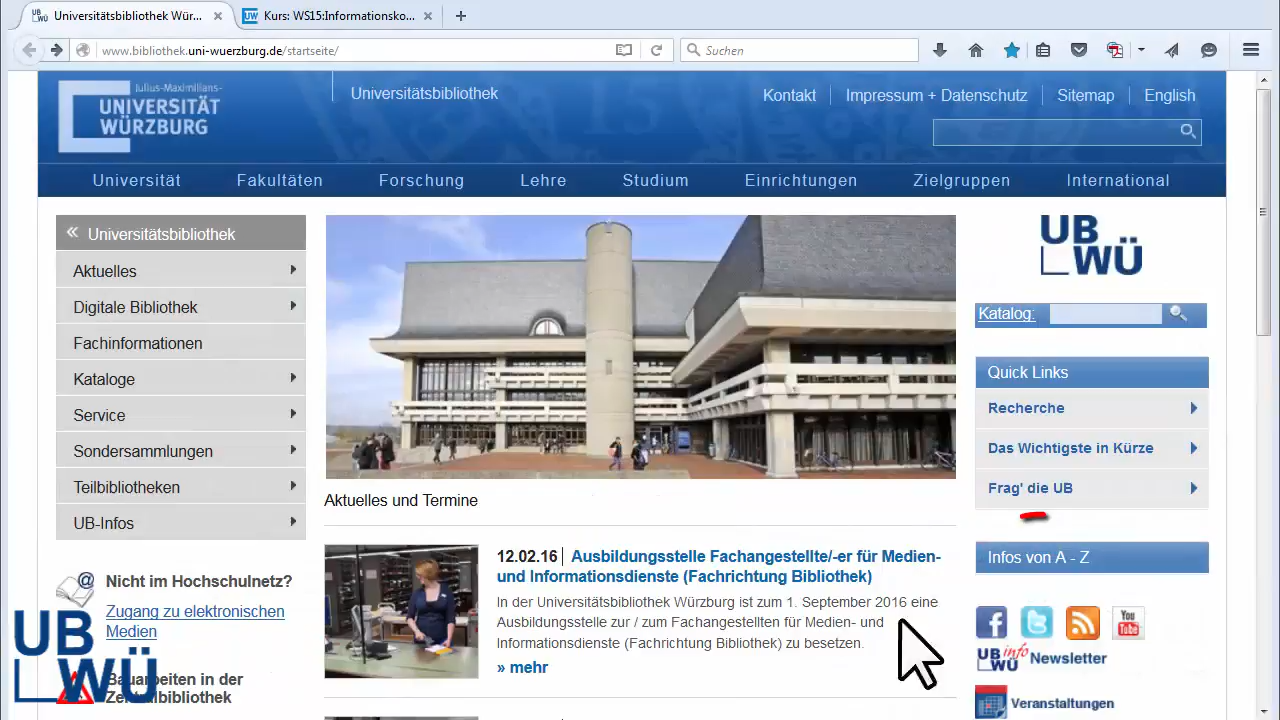 Universitätsbibliothek Wür...
Kurs: WS15:Informationsko...
www.bibliothek.uni-wuerzburg.de/startseite/
Suchen
Julius-Maximilians-
UNIVERSITÄT
WÜRZBURG
Universitätsbibliothek
Kontakt
Impressum + Datenschutz
Sitemap
English
Universität
Fakultäten
Forschung
Lehre
Studium
Einrichtungen
Zielgruppen
International
« Universitätsbibliothek
Aktuelles
Digitale Bibliothek
Fachinformationen
Kataloge
Service
Sondersammlungen
Teilbibliotheken
UB-Infos
Nicht im Hochschulnetz?
Zugang zu elektronischen
Medien
Bauarbeiten in der
Zentralbibliothek
UB
WÜ
Aktuelles und Termine
12.02.16 | Ausbildungsstelle Fachangestellte/-er für Medien-
und Informationsdienste (Fachrichtung Bibliothek)
In der Universitätsbibliothek Würzburg ist zum 1. September 2016 eine
Ausbildungsstelle zur / zum Fachangestellten für Medien- und
Informationsdienste (Fachrichtung Bibliothek) zu besetzen.
» mehr
UB
WÜ
Katalog:
Quick Links
Recherche
Das Wichtigste in Kürze
Frag' die UB
Infos von A - Z
You
Tube
UB info
WÜ Newsletter
Veranstaltungen